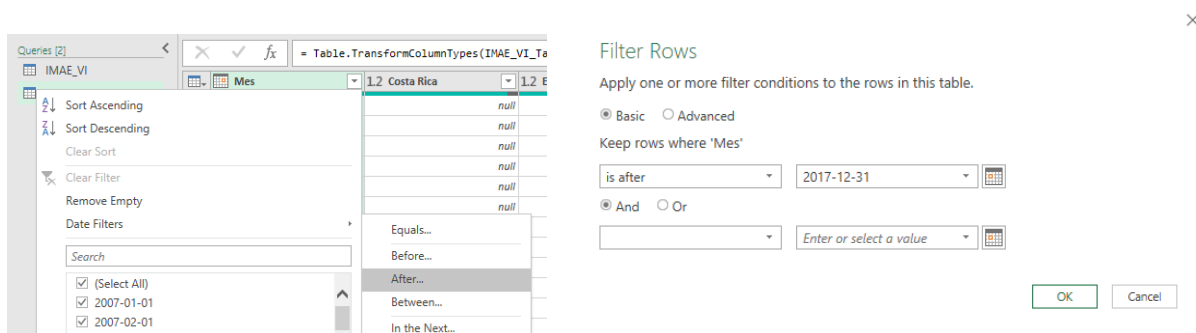 Queries [2]
IMAE_VI
fx = Table.TransformColumnTypes(IMAE_VI_Ta
Mes 1.2 Costa Rica 1.2
null
null
null
null
null
null
Sort Ascending
Sort Descending
Clear Sort
Clear Filter
Remove Empty
Date Filters
Search
(Select All)
2007-01-01
2007-02-01
Equals...
Before...
After...
Between...
In the Next...
Filter Rows
Apply one or more filter conditions to the rows in this table.
Basic Advanced
Keep rows where 'Mes'
is after 2017-12-31
And Or
Enter or select a value
OK Cancel